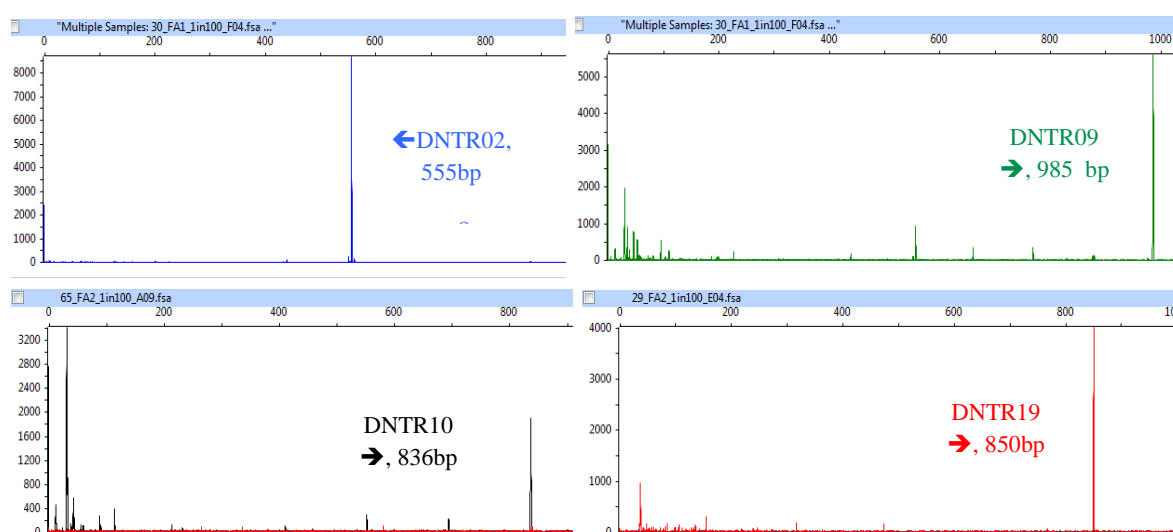 "Multiple Samples: 30_FA1_1in100_F04.fsa ..."
0 200 400 600 800
8000
7000
6000
5000
4000
3000
2000
1000
0
←DNTR02,
555bp
"Multiple Samples: 30_FA1_1in100_F04.fsa ..."
0 200 400 600 800 1000
5000
4000
3000
2000
1000
0
DNTR09
→, 985 bp
65_FA2_1in100_A09.fsa
0 200 400 600 800
3200
2800
2400
2000
1600
1200
800
400
0
DNTR10
→, 836bp
29_FA2_1in100_E04.fsa
0 200 400 600 800
4000
3000
2000
1000
0
DNTR19
→, 850bp